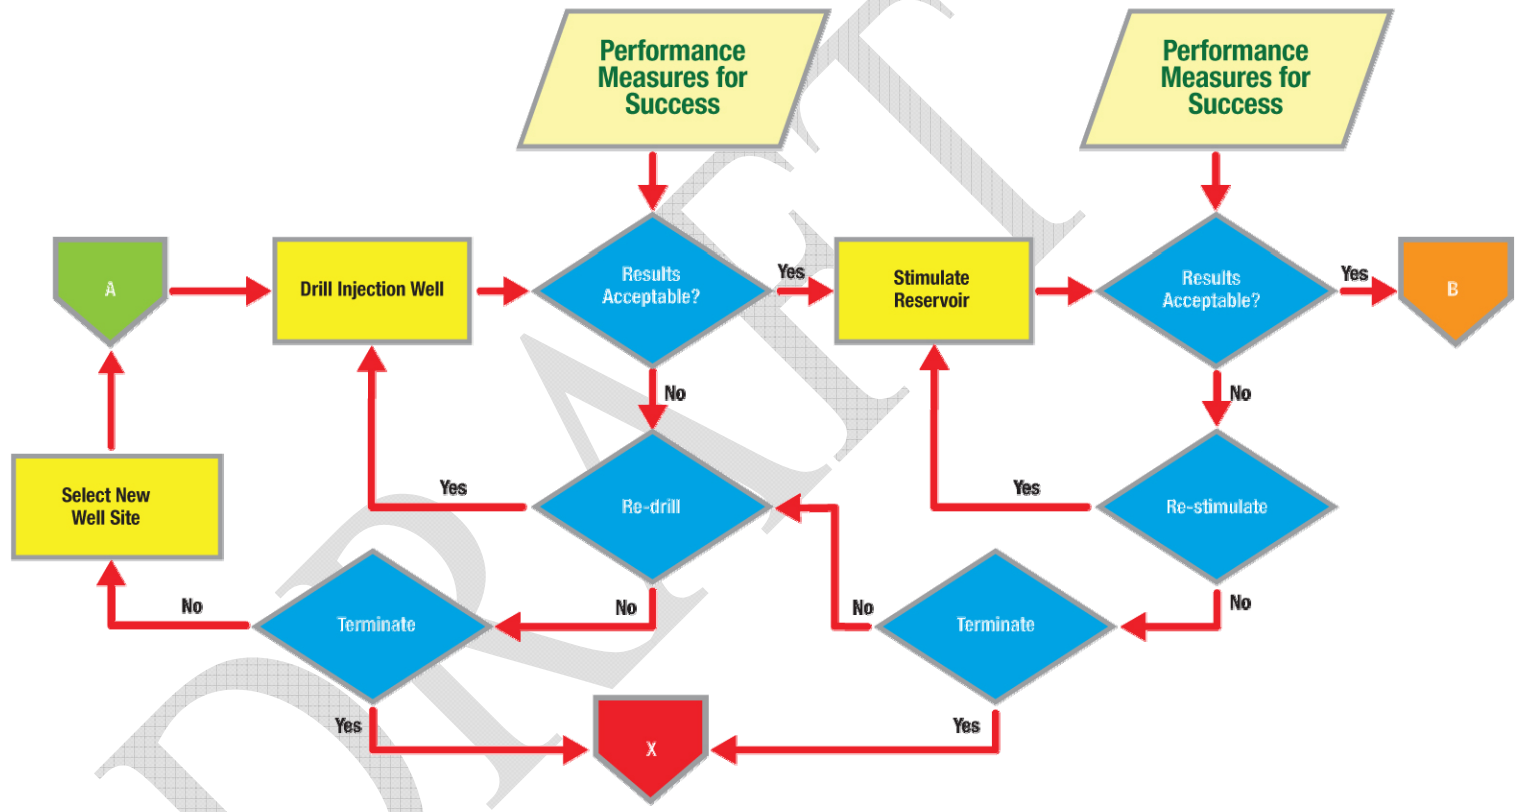 Performance
Measures for
Success
Performance
Measures for
Success
A
Drill Injection Well
Results
Acceptable?
Yes
Stimulate
Reservoir
Results
Acceptable?
Yes
B
No
No
Select New
Well Site
Yes
Re-drill
Yes
Re-stimulate
No
Terminate
No
No
Terminate
No
Yes
X
Yes
DRAFT